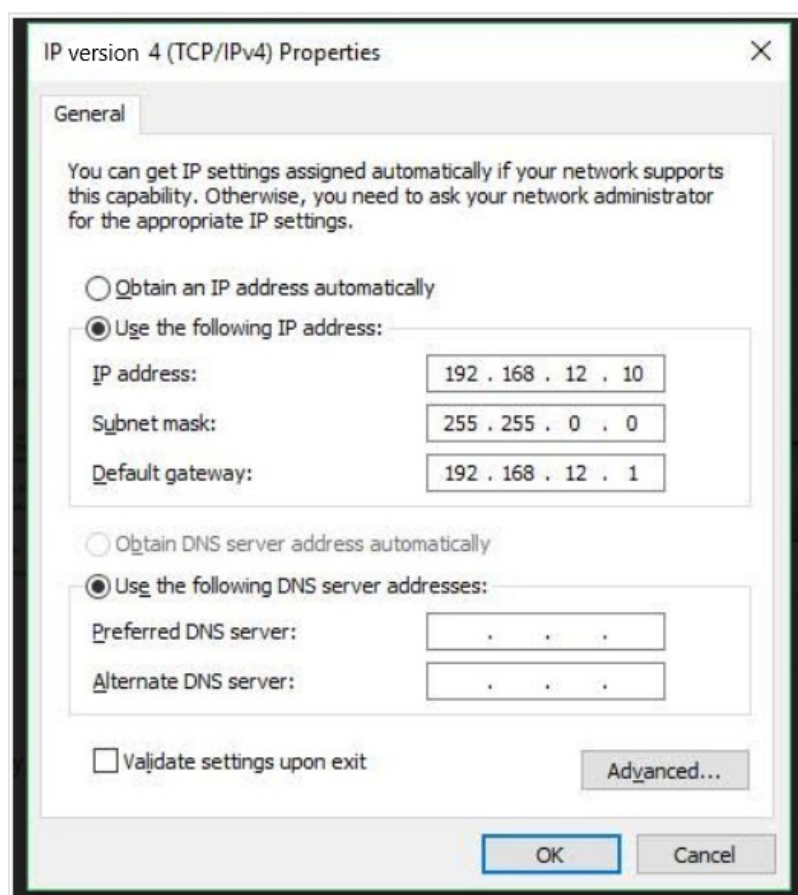 IP version 4 (TCP/IPv4) Properties
General
You can get IP settings assigned automatically if your network supports
this capability. Otherwise, you need to ask your network administrator
for the appropriate IP settings.
Obtain an IP address automatically
Use the following IP address:
IP address: 192 . 168 . 12 . 10
Subnet mask: 255 . 255 . 0 . 0
Default gateway: 192 . 168 . 12 . 1
Obtain DNS server address automatically
Use the following DNS server addresses:
Preferred DNS server: . . .
Alternate DNS server: . . .
Validate settings upon exit
Advanced...
OK Cancel